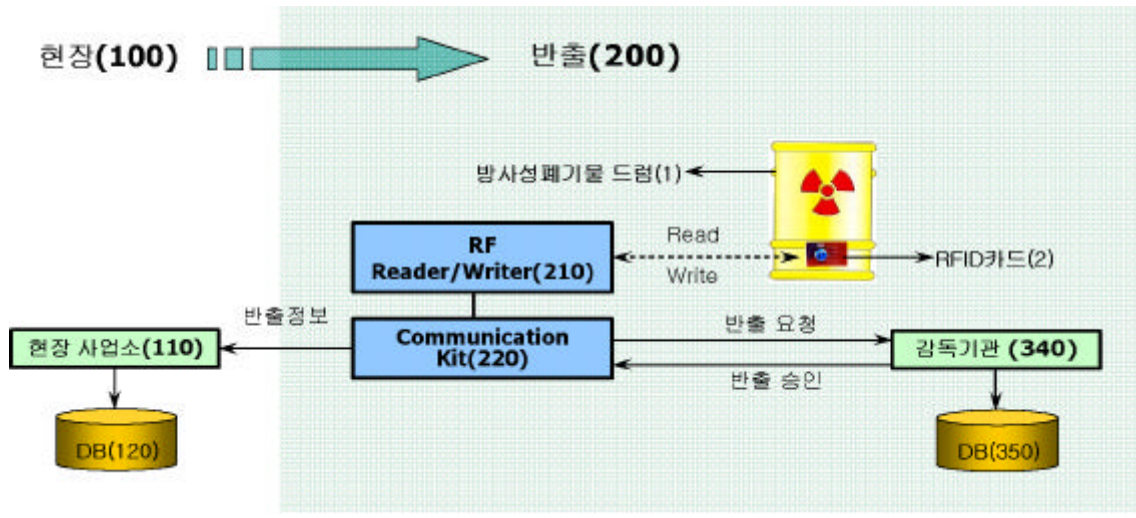 현장(100)
반출(200)
방사성폐기물 드럼(1)
RF
Reader/Writer(210)
Read
Write
RFID카드(2)
반출정보
현장 사업소(110)
Communication
Kit(220)
반출 요청
반출 승인
감독기관 (340)
DB(120)
DB(350)